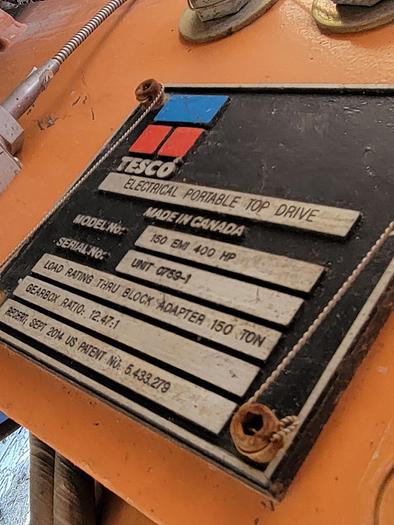 TESCO
ELECTRICAL PORTABLE TOP DRIVE
MADE IN CANADA
MODEL No: 150 EMI 400 HP
SERIAL NO: UNIT 0759-1
LOAD RATING THRU BLOCK ADAPTER 150 TON
GEARBOX RATIO: 12.47:1
RECERT, SEPT 2014 US PATENT NO: 5,433,279